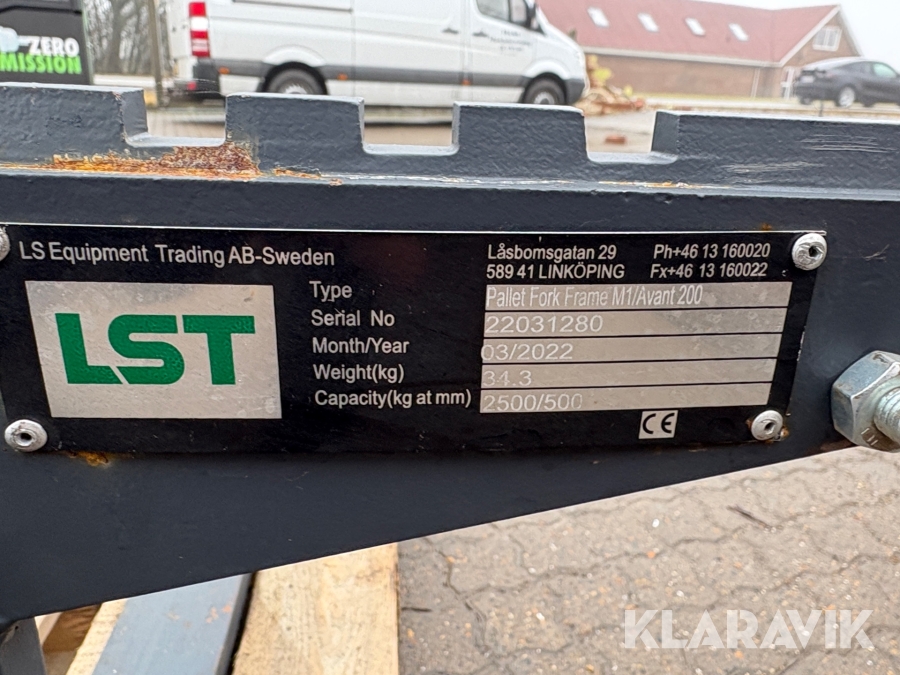 ZERO
MISSION
LS Equipment Trading AB-Sweden
Låsbomsgatan 29 Ph+46 13 160020
589 41 LINKÖPING Fx+46 13 160022
LST
Type Pallet Fork Frame M1/Avant 200
Serial No 22031280
Month/Year 03/2022
Weight(kg) 34.3
Capacity(kg at mm) 2500/500
CE
KLARAVIK